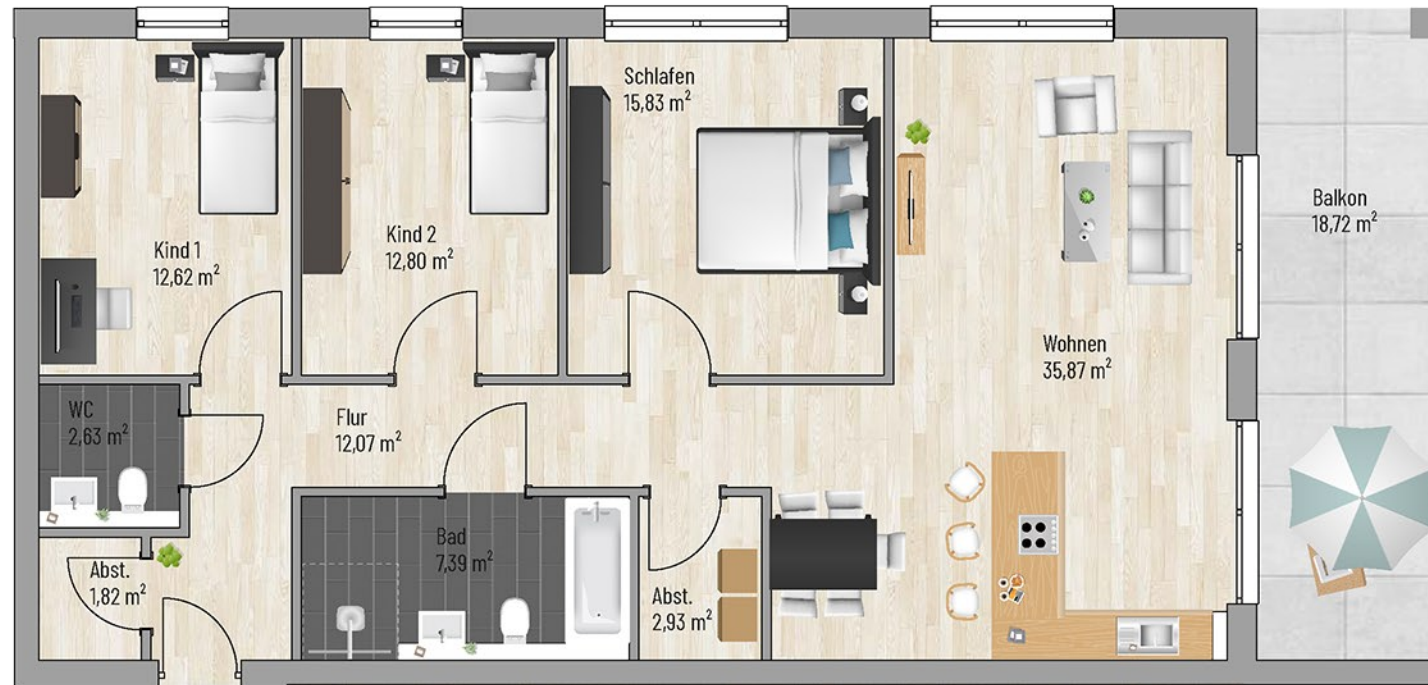 Schlafen
15,83 m²
Balkon
18,72 m²
Kind 1
12,62 m²
Kind 2
12,80 m²
Wohnen
35,87 m²
WC
2,63 m²
Flur
12,07 m²
Bad
7,39 m²
Abst.
1,82 m²
Abst.
2,93 m²